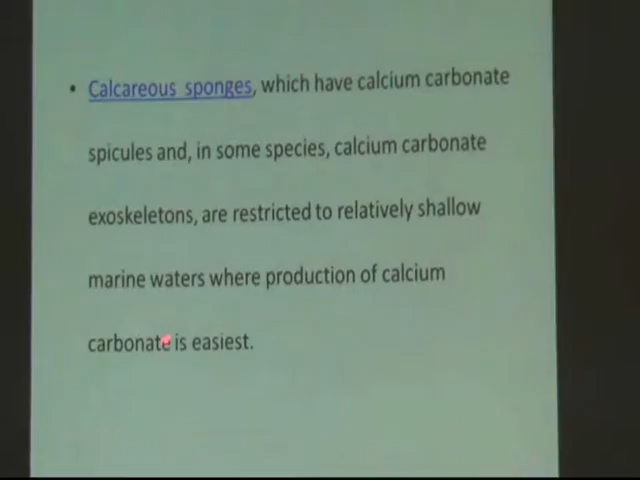 • Calcareous sponges, which have calcium carbonate
spicules and, in some species, calcium carbonate
exoskeletons, are restricted to relatively shallow
marine waters where production of calcium
carbonate is easiest.